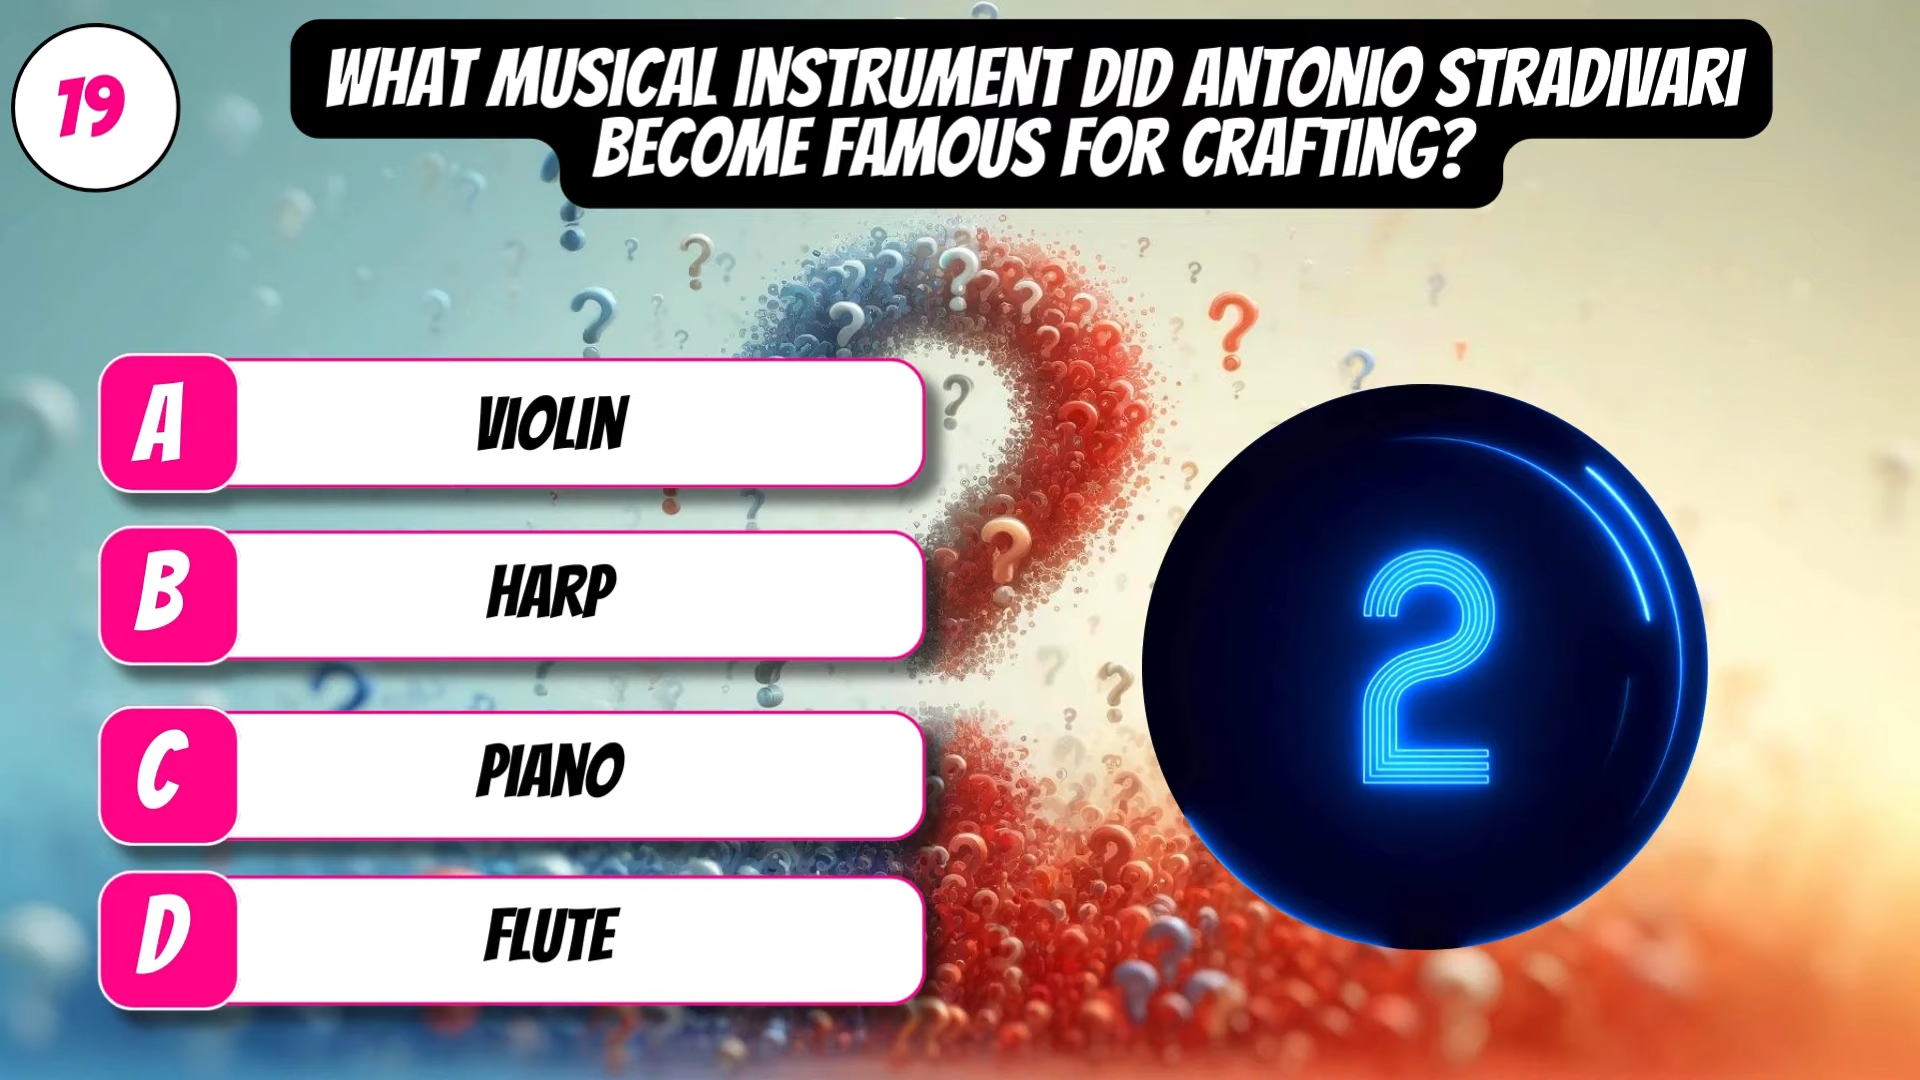 19
WHAT MUSICAL INSTRUMENT DID ANTONIO STRADIVARI
BECOME FAMOUS FOR CRAFTING?
A VIOLIN
B HARP
C PIANO
D FLUTE
2